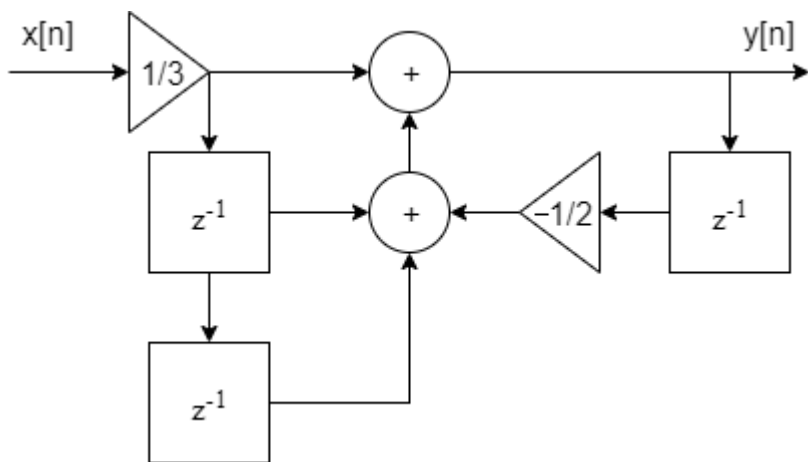 x[n]
y[n]
1/3
+
z⁻¹
+
−1/2
z⁻¹
z⁻¹